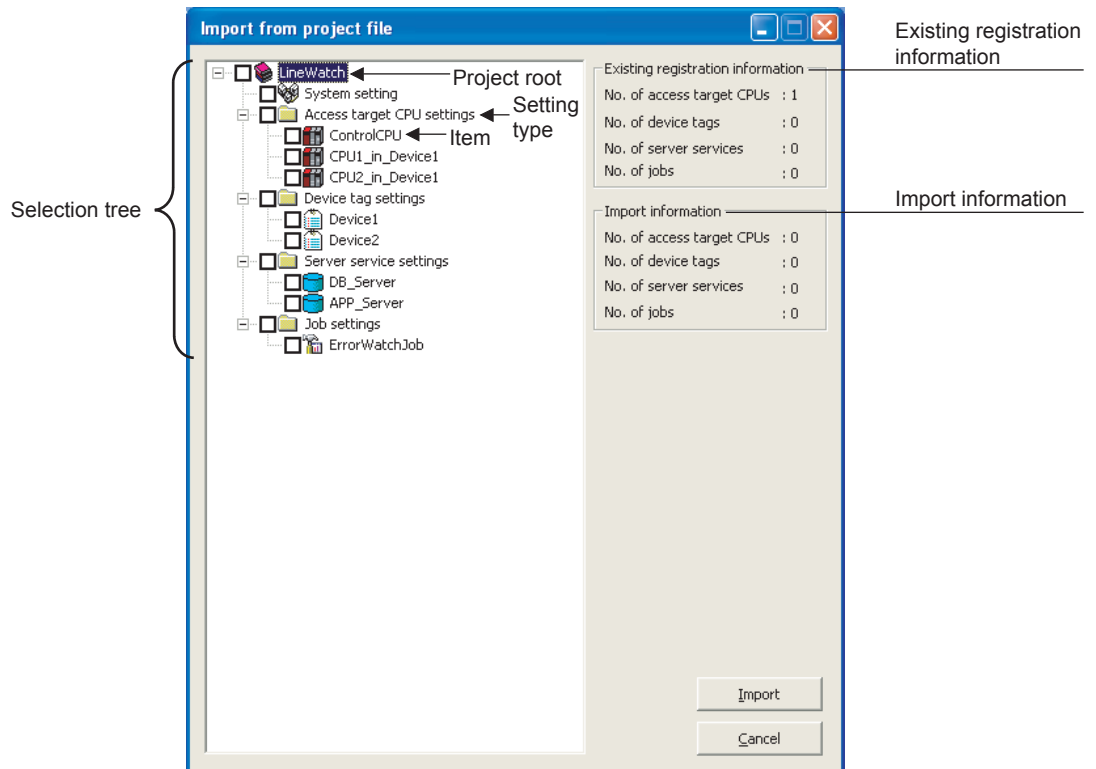 Import from project file
Existing registration
information
LineWatch
Project root
System setting
Access target CPU settings
Setting
type
ControlCPU
Item
CPU1_in_Device1
CPU2_in_Device1
Device tag settings
Device1
Device2
Server service settings
DB_Server
APP_Server
Job settings
ErrorWatchJob
Selection tree
Existing registration information
No. of access target CPUs : 1
No. of device tags : 0
No. of server services : 0
No. of jobs : 0
Import information
Import information
No. of access target CPUs : 0
No. of device tags : 0
No. of server services : 0
No. of jobs : 0
Import
Cancel